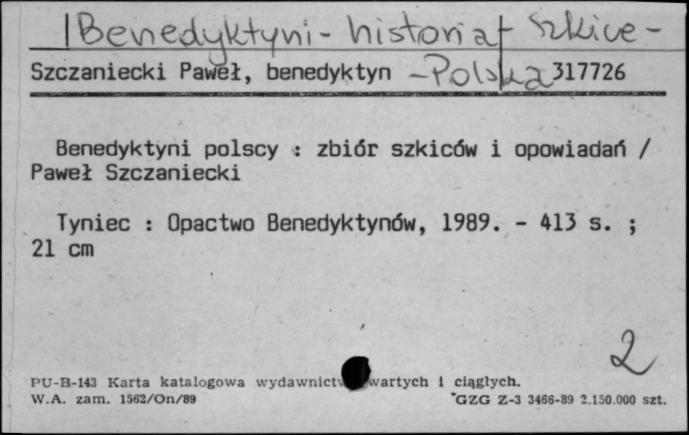 Benedyktyni - historia + szkice -
Szczaniecki Paweł, benedyktyn - Polska 317726
Benedyktyni polscy : zbiór szkiców i opowiadań /
Paweł Szczaniecki
Tyniec : Opactwo Benedyktynów, 1989. - 413 s. ;
21 cm
2
PU-B-143 Karta katalogowa wydawnict wartych i ciągłych.
W.A. zam. 1562/On/89 GZG Z-3 3466-89 2.150.000 szt.